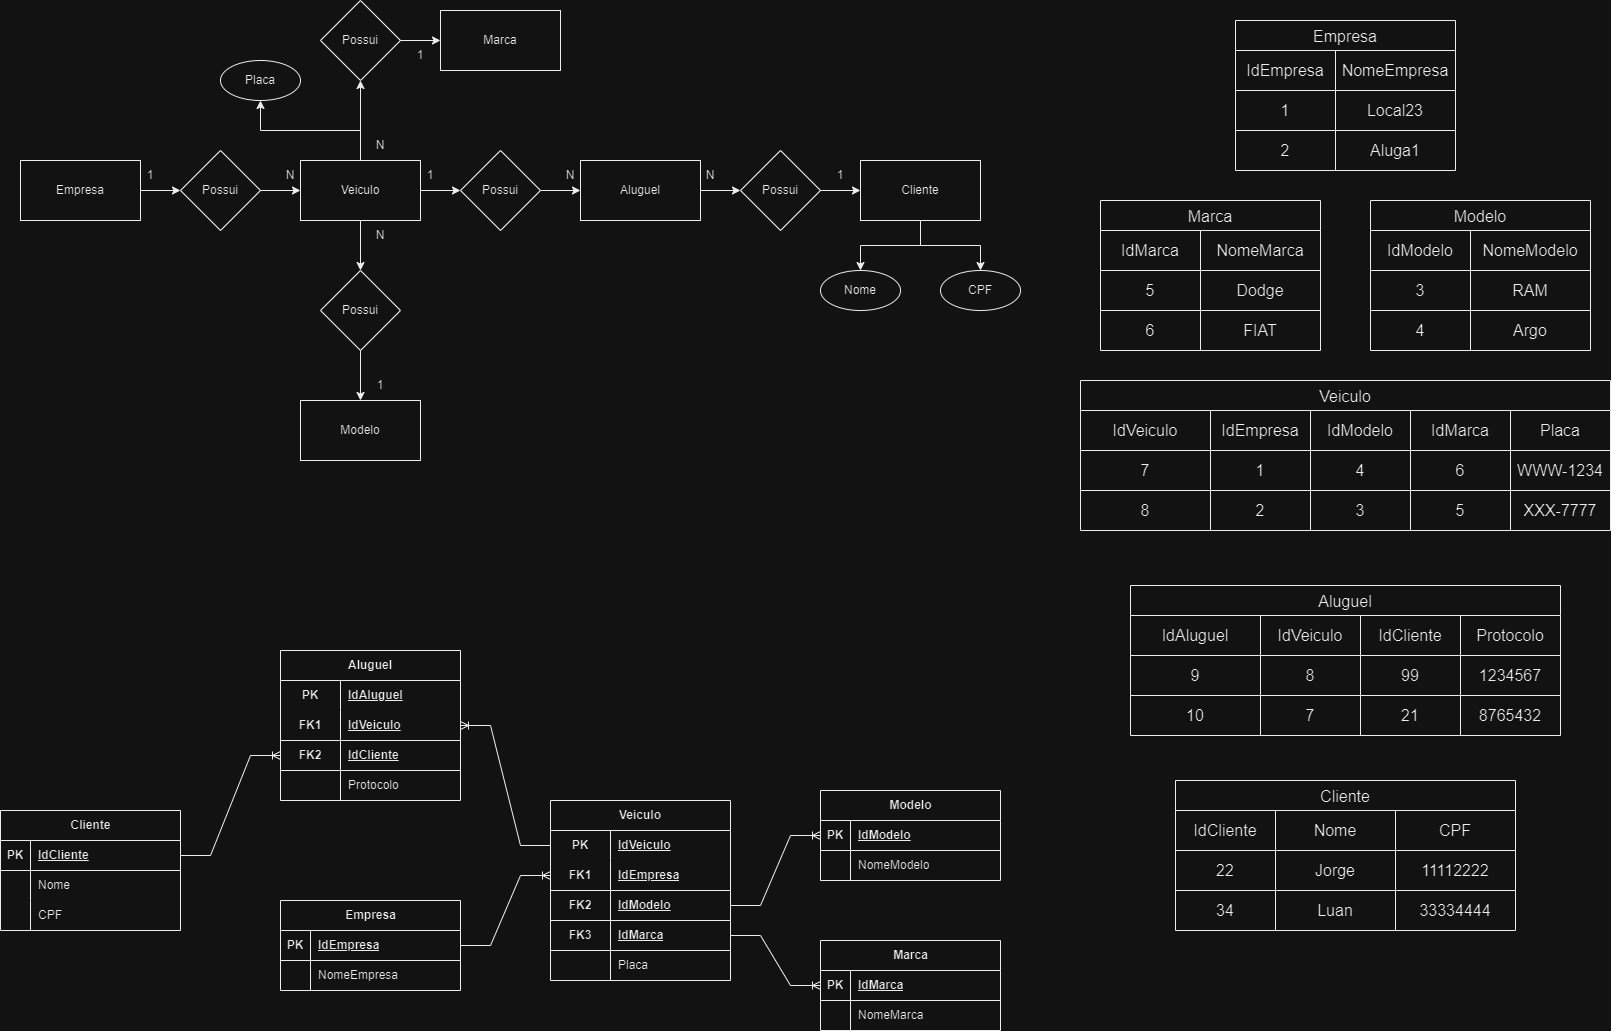 Possui
Marca
1
Placa
N
Empresa
1
Possui
N
Veiculo
1
Possui
N
Aluguel
N
Possui
1
Cliente
N
Nome
CPF
Possui
1
Modelo
Empresa
IdEmpresa NomeEmpresa
1 Local23
2 Aluga1
Marca
IdMarca NomeMarca
5 Dodge
6 FIAT
Modelo
IdModelo NomeModelo
3 RAM
4 Argo
Veiculo
IdVeiculo IdEmpresa IdModelo IdMarca Placa
7 1 4 6 WWW-1234
8 2 3 5 XXX-7777
Aluguel
IdAluguel IdVeiculo IdCliente Protocolo
9 8 99 1234567
10 7 21 8765432
Cliente
IdCliente Nome CPF
22 Jorge 11112222
34 Luan 33334444
Aluguel
PK IdAluguel
FK1 IdVeiculo
FK2 IdCliente
Protocolo
Cliente
PK IdCliente
Nome
CPF
Empresa
PK IdEmpresa
NomeEmpresa
Veiculo
PK IdVeiculo
FK1 IdEmpresa
FK2 IdModelo
FK3 IdMarca
Placa
Modelo
PK IdModelo
NomeModelo
Marca
PK IdMarca
NomeMarca